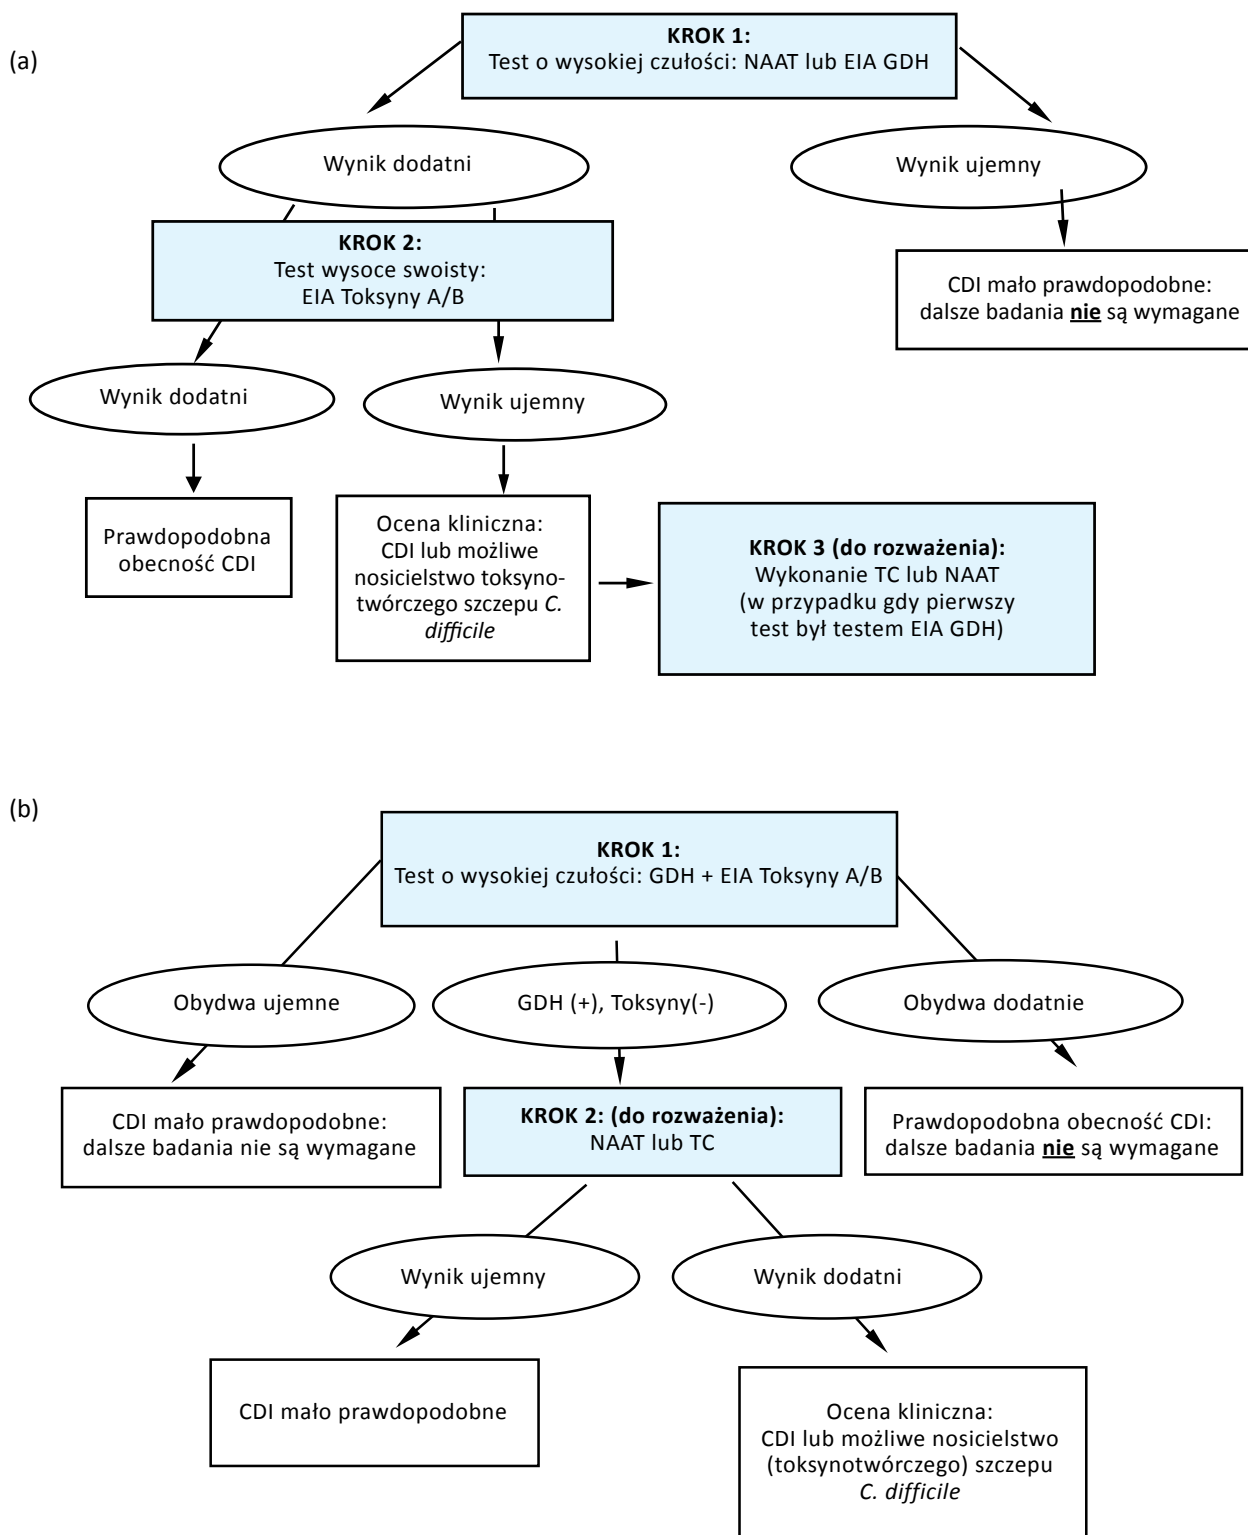 (a)
KROK 1:
Test o wysokiej czułości: NAAT lub EIA GDH
Wynik dodatni
Wynik ujemny
KROK 2:
Test wysoce swoisty:
EIA Toksyny A/B
CDI mało prawdopodobne:
dalsze badania nie są wymagane
Wynik dodatni
Wynik ujemny
Prawdopodobna
obecność CDI
Ocena kliniczna:
CDI lub możliwe
nosicielstwo toksyno-
twórczego szczepu C.
difficile
KROK 3 (do rozważenia):
Wykonanie TC lub NAAT
(w przypadku gdy pierwszy
test był testem EIA GDH)
(b)
KROK 1:
Test o wysokiej czułości: GDH + EIA Toksyny A/B
Obydwa ujemne
GDH (+), Toksyny(-)
Obydwa dodatnie
CDI mało prawdopodobne:
dalsze badania nie są wymagane
KROK 2: (do rozważenia):
NAAT lub TC
Prawdopodobna obecność CDI:
dalsze badania nie są wymagane
Wynik ujemny
Wynik dodatni
CDI mało prawdopodobne
Ocena kliniczna:
CDI lub możliwe nosicielstwo
(toksynotwórczego) szczepu
C. difficile